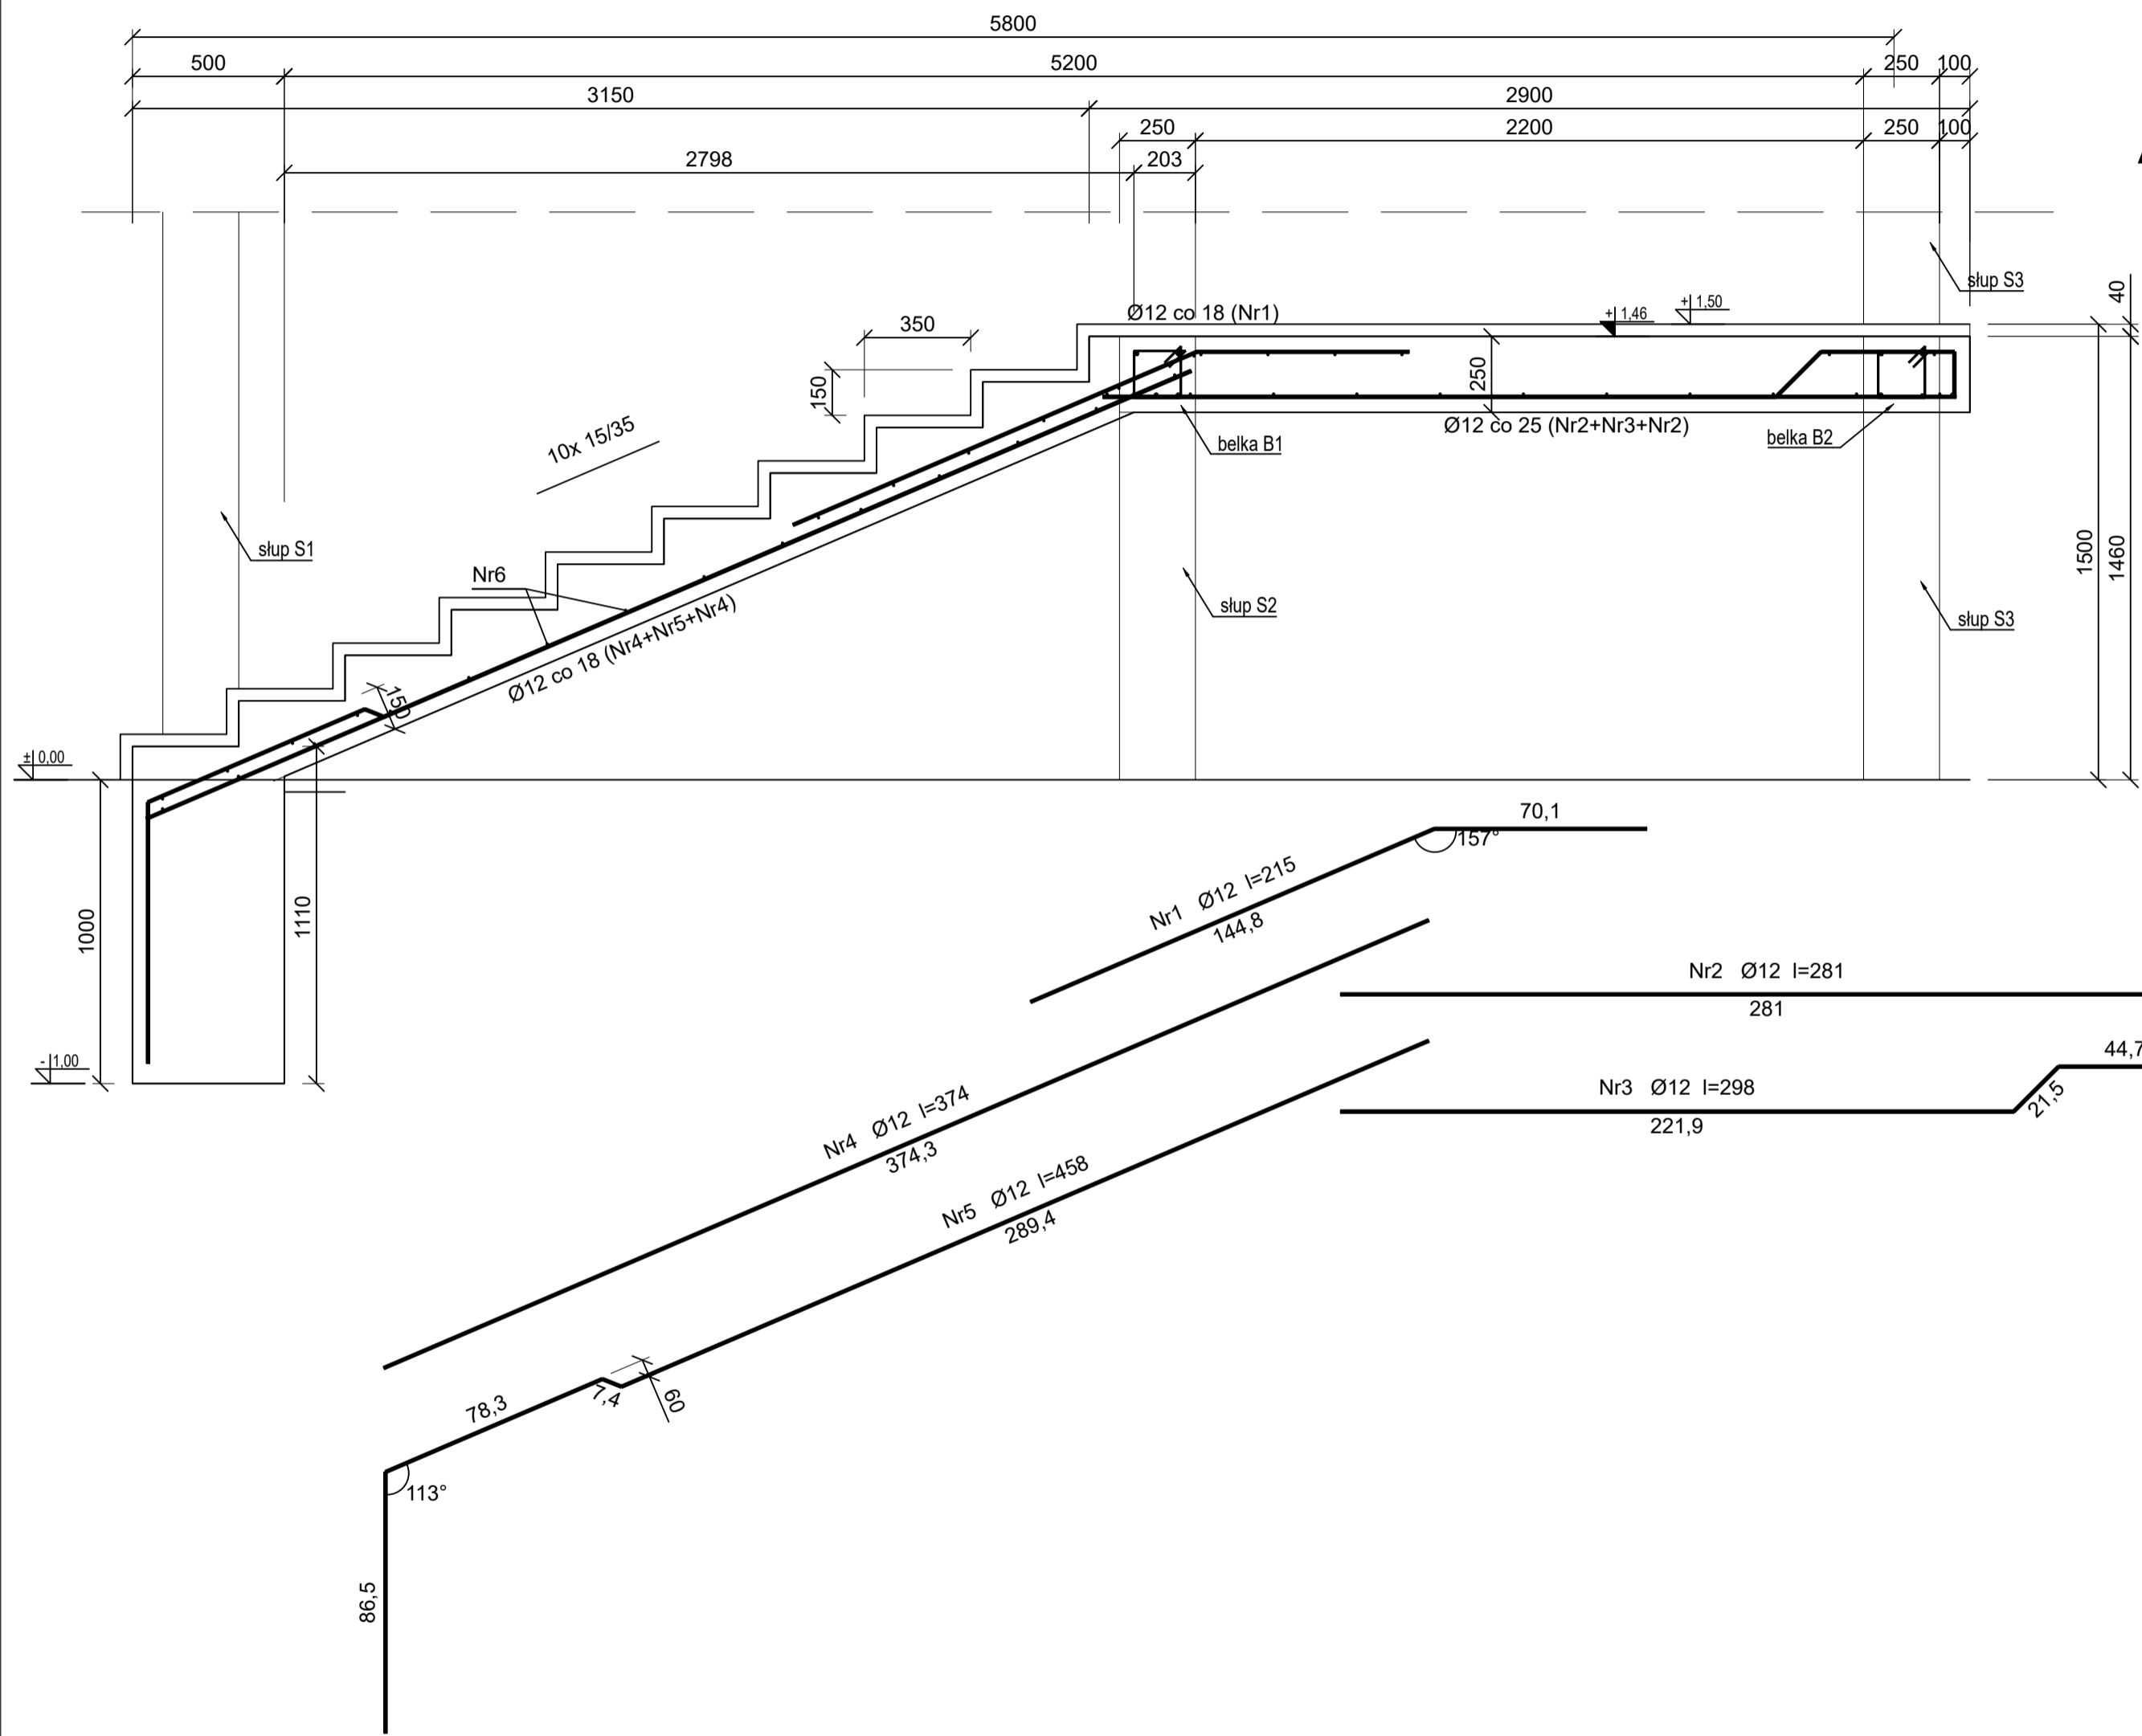 5800
500
5200
250
100
3150
2900
250
2200
250
100
2798
203
słup S3
40
Ø12 co 18 (Nr1)
+ 1,46
+ 1,50
350
150
250
10x 15/35
belka B1
Ø12 co 25 (Nr2+Nr3+Nr2)
belka B2
słup S1
1500
1460
Nr6
słup S2
słup S3
Ø12 co 18 (Nr4+Nr5+Nr4)
150
± 0,00
1000
1110
- 1,00
70,1
157°
Nr1 Ø12 l=215
144,8
Nr2 Ø12 l=281
281
44,7
Nr3 Ø12 l=298
21,5
221,9
Nr4 Ø12 l=374
374,3
Nr5 Ø12 l=458
289,4
78,3
7,4
60
113°
86,5